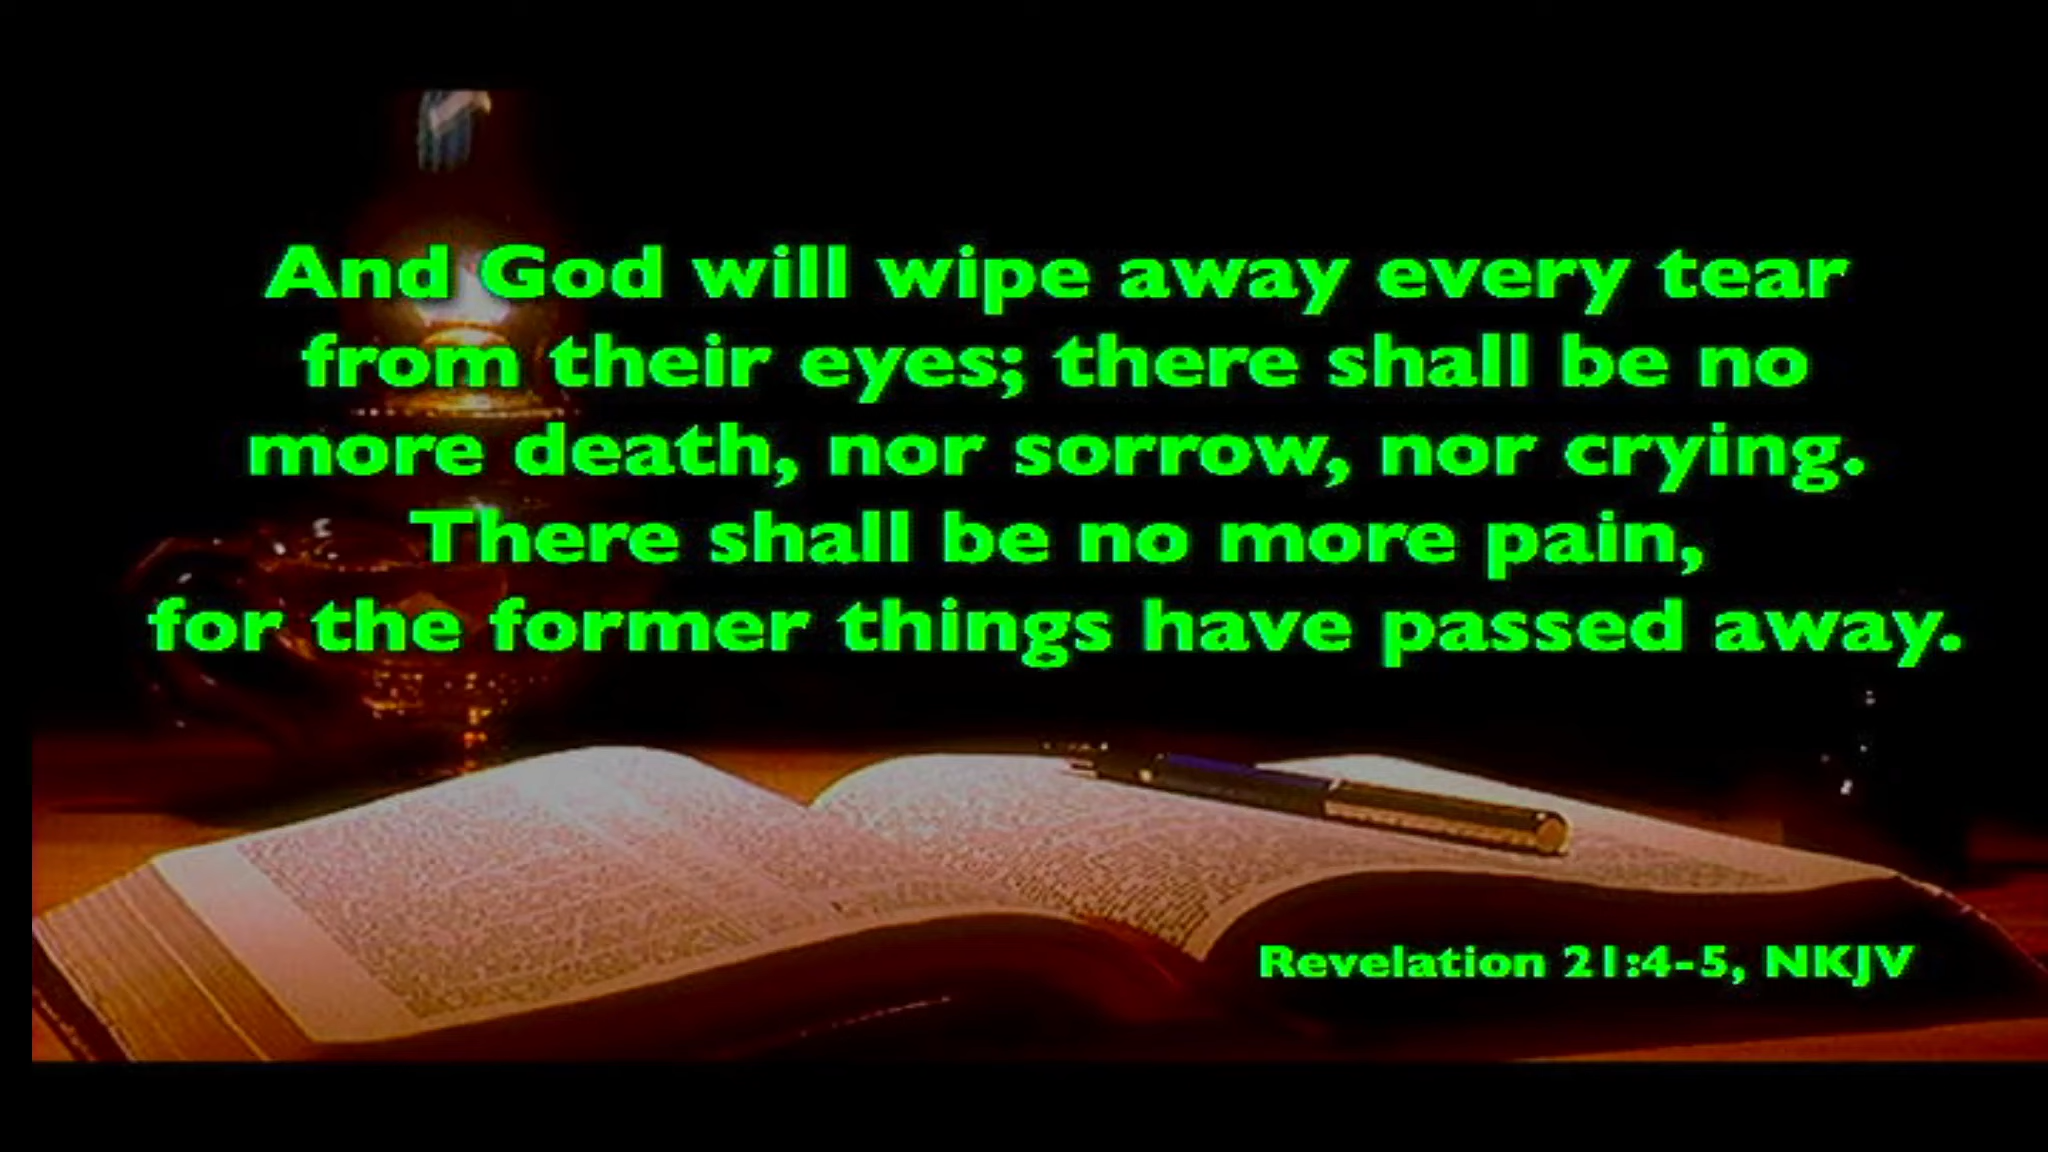 And God will wipe away every tear
from their eyes; there shall be no
more death, nor sorrow, nor crying.
There shall be no more pain,
for the former things have passed away.
Revelation 21:4-5, NKJV